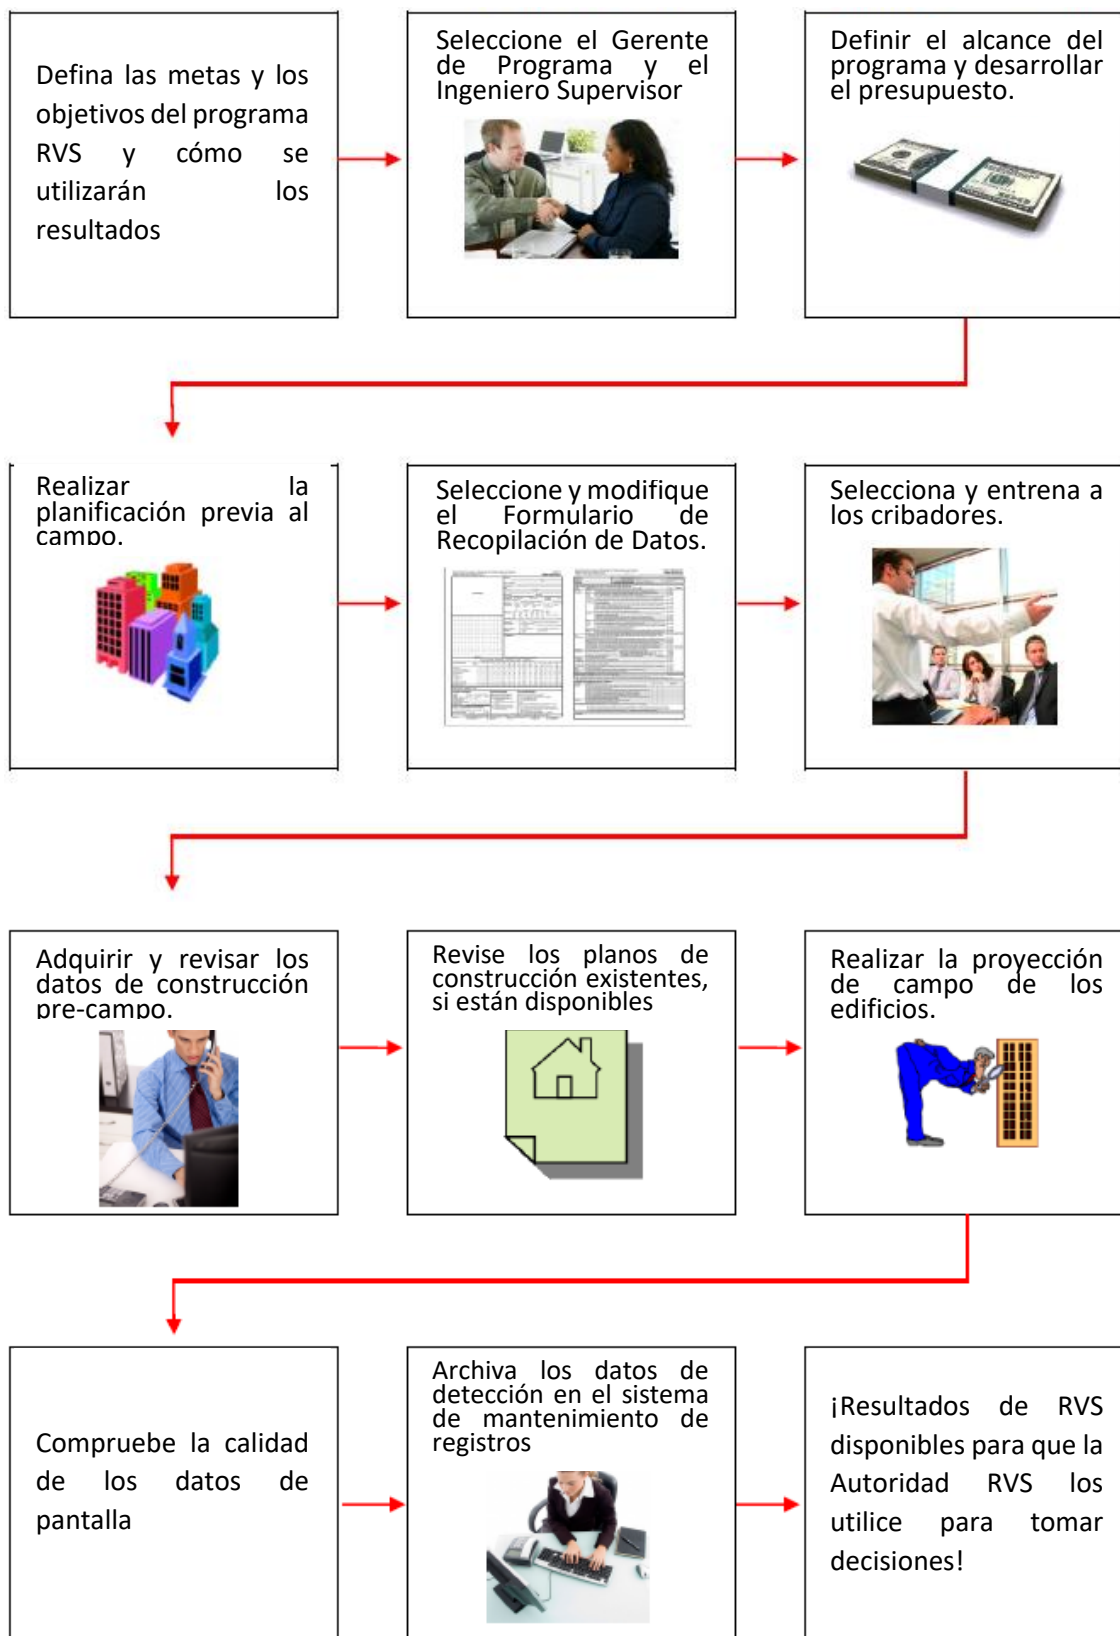 Defina las metas y los
objetivos del programa
RVS y cómo se
utilizarán los
resultados
Seleccione el Gerente
de Programa y el
Ingeniero Supervisor
Definir el alcance del
programa y desarrollar
el presupuesto.
Realizar la
planificación previa al
campo.
Seleccione y modifique
el Formulario de
Recopilación de Datos.
Selecciona y entrena a
los cribadores.
Adquirir y revisar los
datos de construcción
pre-campo.
Revise los planos de
construcción existentes,
si están disponibles
Realizar la proyección
de campo de los
edificios.
Compruebe la calidad
de los datos de
pantalla
Archiva los datos de
detección en el sistema
de mantenimiento de
registros
¡Resultados de RVS
disponibles para que la
Autoridad RVS los
utilice para tomar
decisiones!